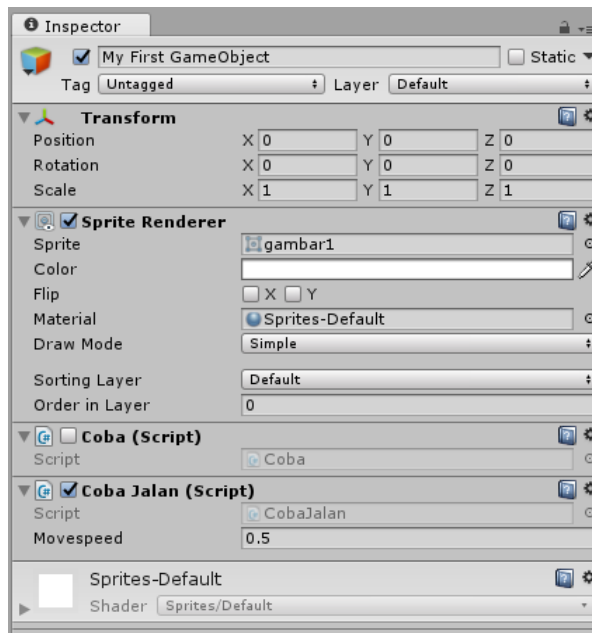 Inspector
My First GameObject Static
Tag Untagged Layer Default
Transform
Position X 0 Y 0 Z 0
Rotation X 0 Y 0 Z 0
Scale X 1 Y 1 Z 1
Sprite Renderer
Sprite gambar1
Color
Flip X Y
Material Sprites-Default
Draw Mode Simple
Sorting Layer Default
Order in Layer 0
C# Coba (Script)
Script Coba
C# Coba Jalan (Script)
Script CobaJalan
Movespeed 0.5
Sprites-Default
Shader Sprites/Default